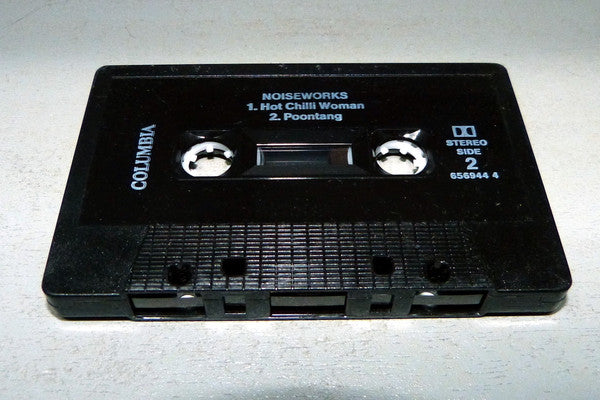 NOISEWORKS
1. Hot Chilli Woman
2. Poontang
COLUMBIA
STEREO
SIDE
2
656944 4